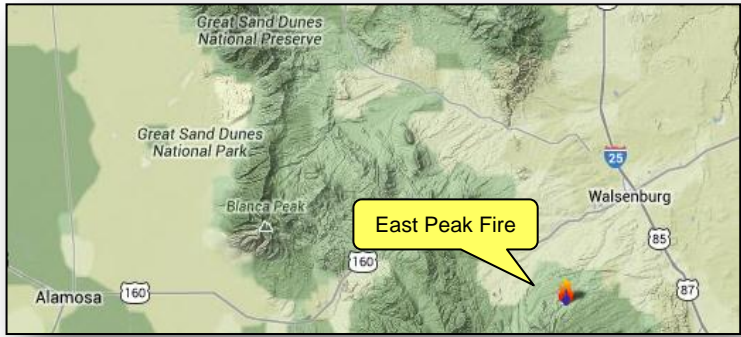 Great Sand Dunes
National Preserve
Great Sand Dunes
National Park
25
Walsenburg
Blanca Peak
East Peak Fire
85
160
87
Alamosa
160